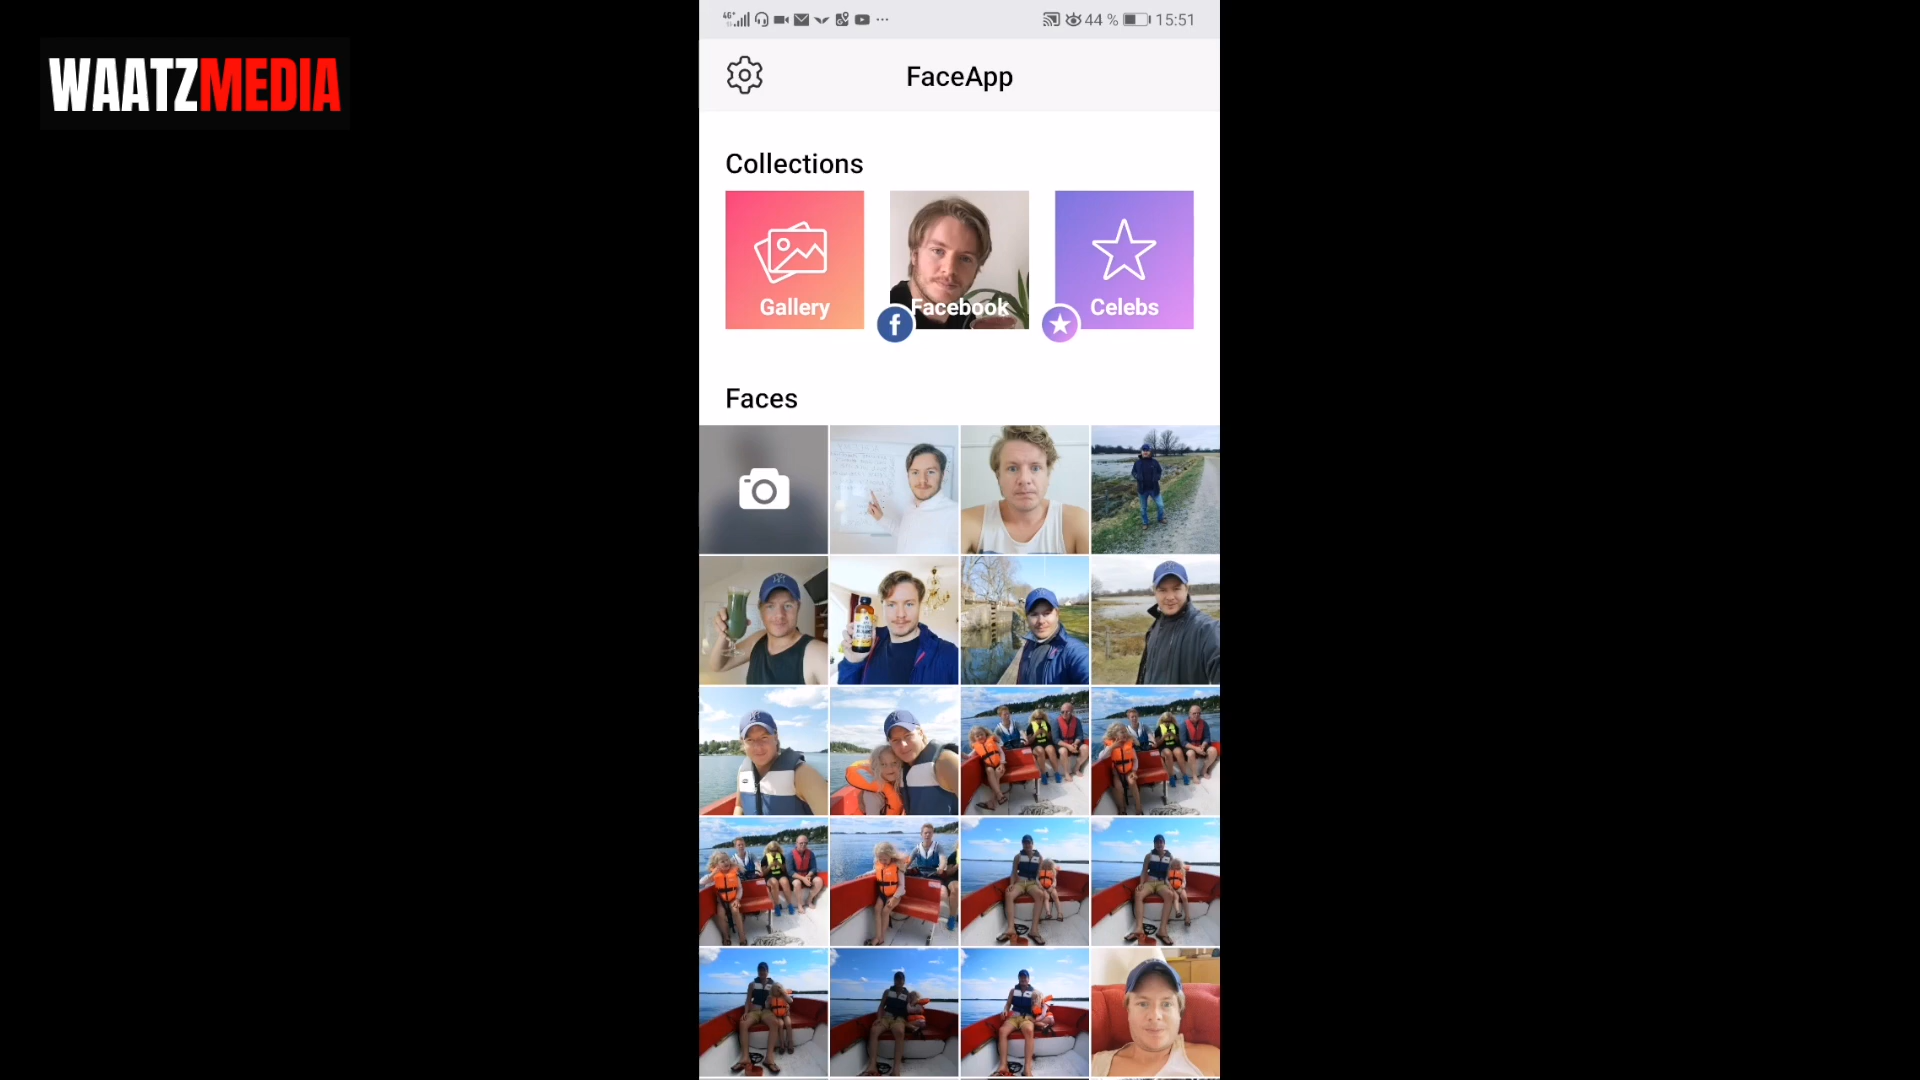 WAATZMEDIA
44 % 15:51
FaceApp
Collections
Gallery
Facebook
Celebs
Faces